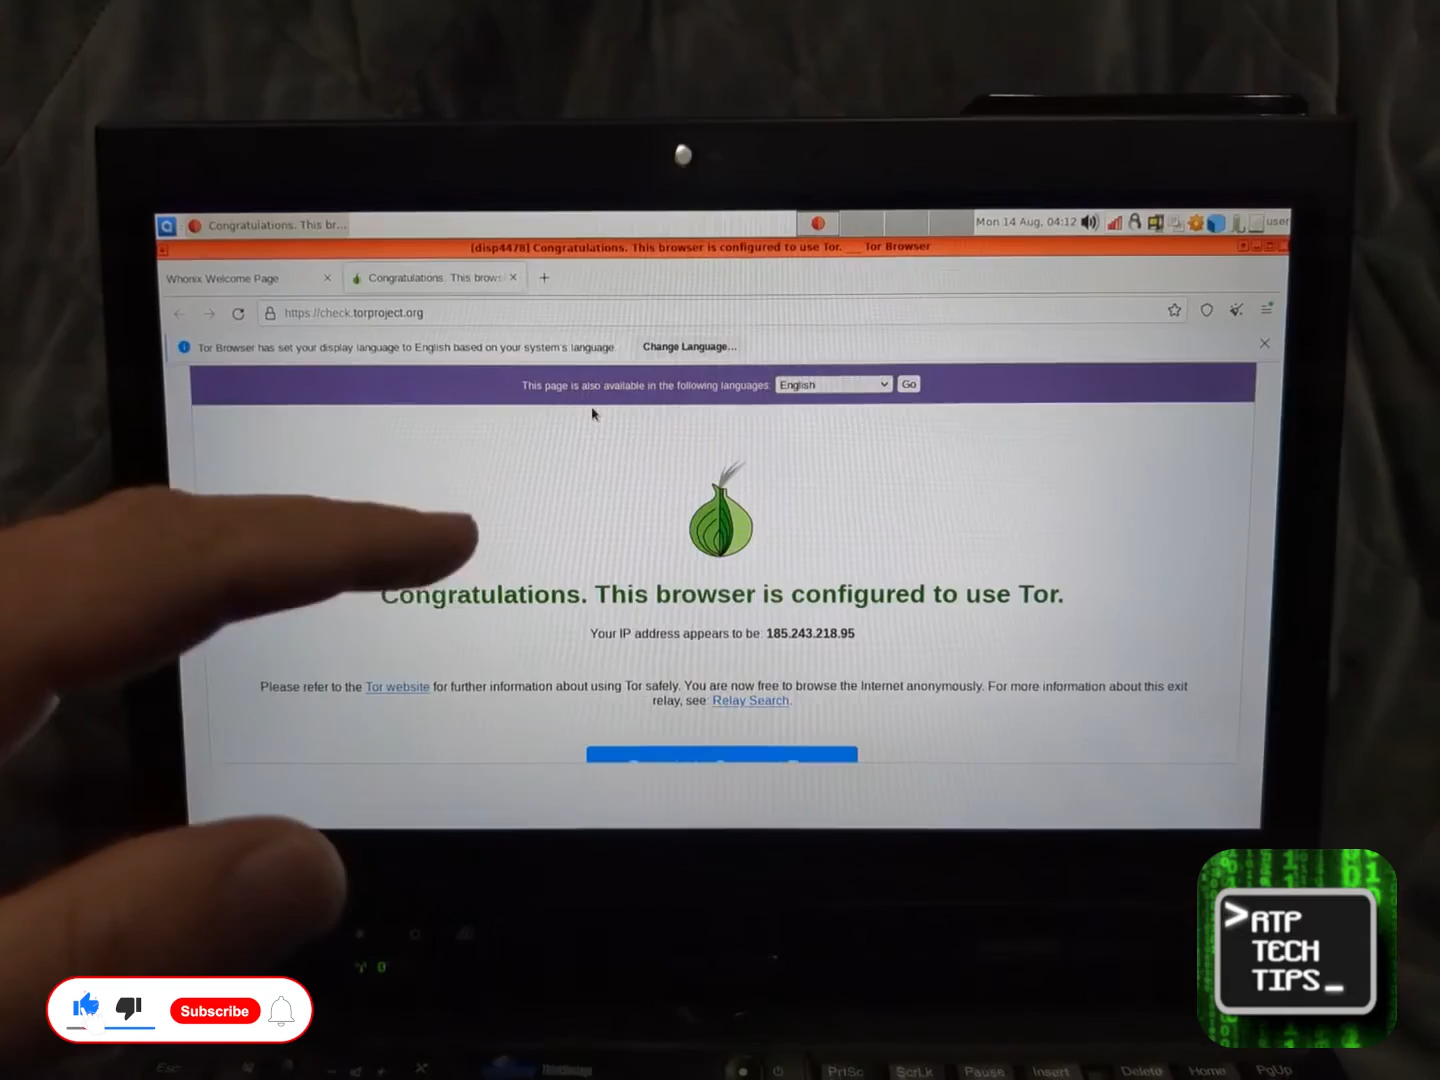 Congratulations. This br...
Mon 14 Aug, 04:12
user
[disp4478] Congratulations. This browser is configured to use Tor. __ Tor Browser
Whonix Welcome Page
Congratulations. This brows
https://check.torproject.org
Tor Browser has set your display language to English based on your system's language.
Change Language...
This page is also available in the following languages:
English
Go
Congratulations. This browser is configured to use Tor.
Your IP address appears to be: 185.243.218.95
Please refer to the Tor website for further information about using Tor safely. You are now free to browse the Internet anonymously. For more information about this exit
relay, see: Relay Search.
>ATP
TECH
TIPS_
Subscribe
Esc
PrtSc
ScrLk
Pause
Insert
Delete
Home
PgUp